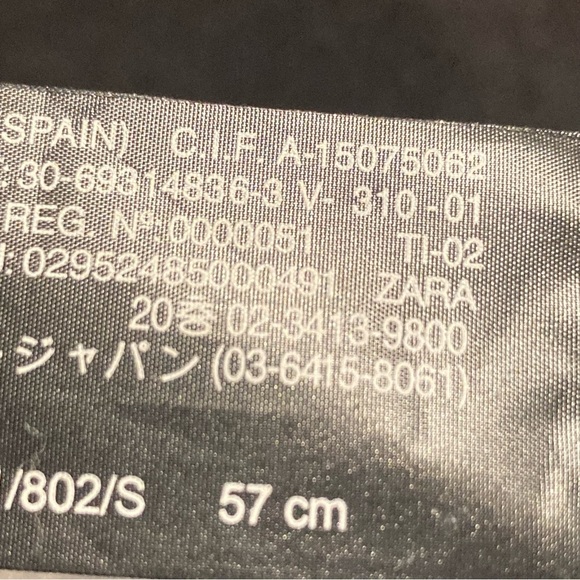 SPAIN) C.I.F. A-15075062
30-69314836-3 V- 310 - 01
REG. Nº.0000051 TI-02
: 02952485000491 ZARA
20층 02-3413-9800
ージャパン (03-6415-8061)
/802/S 57 cm